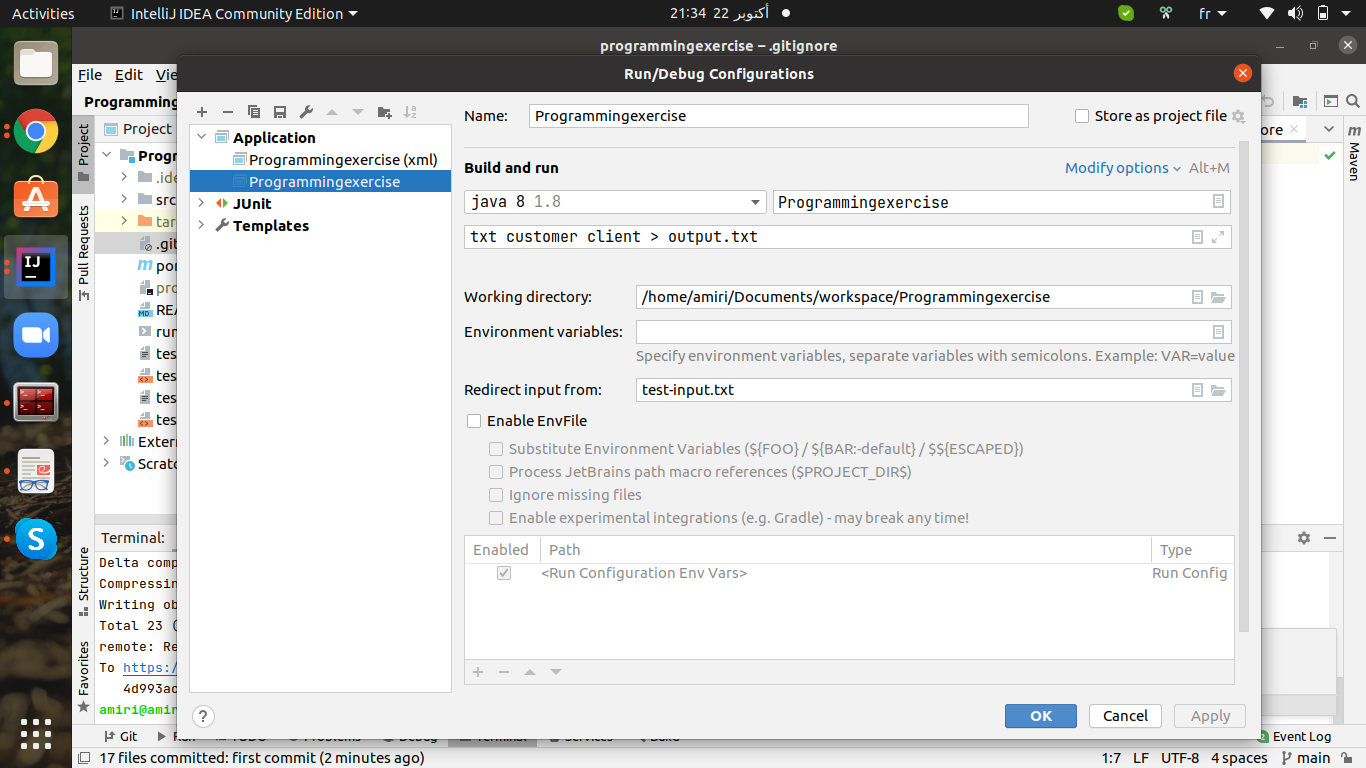 Activities
IntelliJ IDEA Community Edition
21:34 22 أكتوبر
fr
programmingexercise – .gitignore
File Edit Vie
Run/Debug Configurations
Programming
Project
Progr
.ide
src
tar
.git
por
pro
REA
run
tes
tes
tes
tes
Extern
Scratc
Project
Pull Requests
Structure
Favorites
Maven
ore
Application
Programmingexercise (xml)
Programmingexercise
JUnit
Templates
Name: Programmingexercise
Store as project file
Build and run
Modify options Alt+M
java 8 1.8
Programmingexercise
txt customer client > output.txt
Working directory: /home/amiri/Documents/workspace/Programmingexercise
Environment variables:
Specify environment variables, separate variables with semicolons. Example: VAR=value
Redirect input from: test-input.txt
Enable EnvFile
Substitute Environment Variables (${FOO} / ${BAR:-default} / $${ESCAPED})
Process JetBrains path macro references ($PROJECT_DIR$)
Ignore missing files
Enable experimental integrations (e.g. Gradle) - may break any time!
Enabled Path Type
<Run Configuration Env Vars> Run Config
OK Cancel Apply
Terminal:
Delta comp
Compressin
Writing ob
Total 23 (
remote: Re
To https:/
4d993ac
amiri@amir
Git Run TODO Problems Debug Terminal Services Build
2 Event Log
17 files committed: first commit (2 minutes ago)
1:7 LF UTF-8 4 spaces main